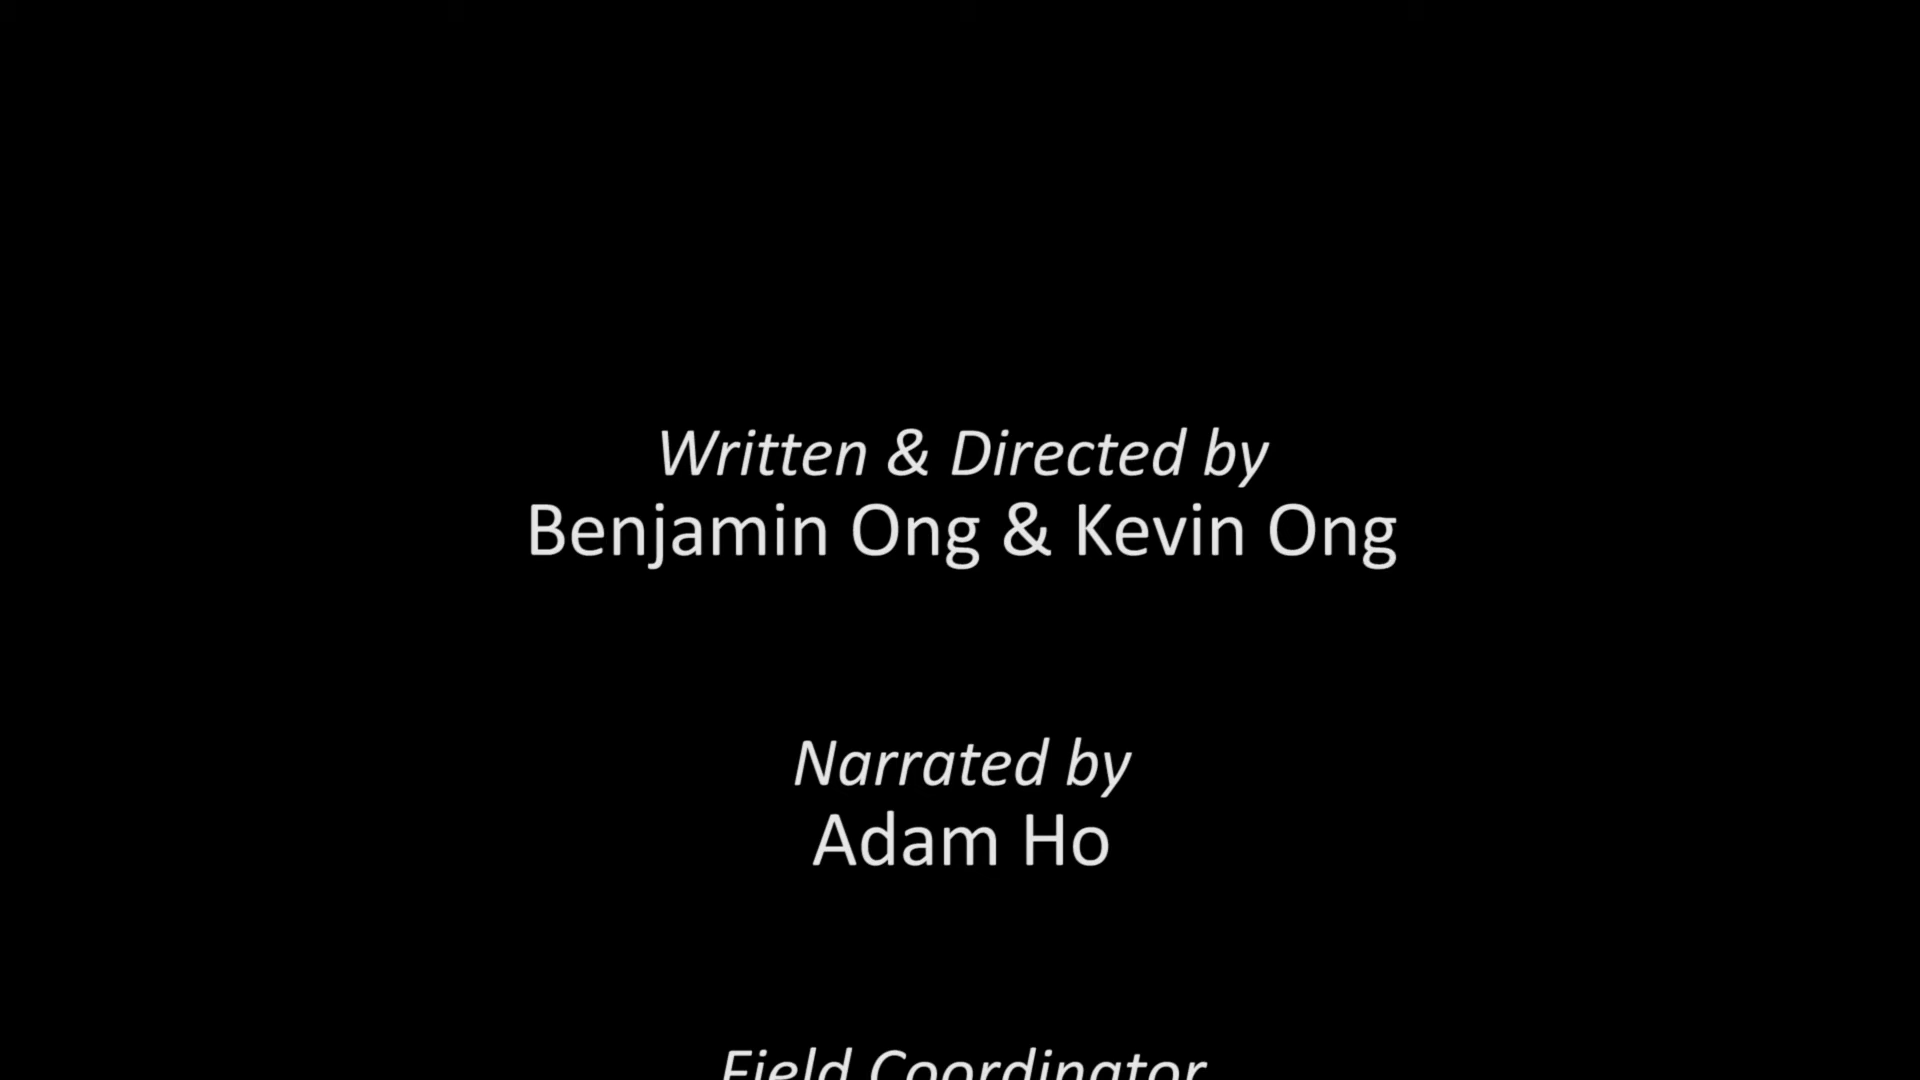 Written & Directed by
Benjamin Ong & Kevin Ong
Narrated by
Adam Ho
Field Coordinator